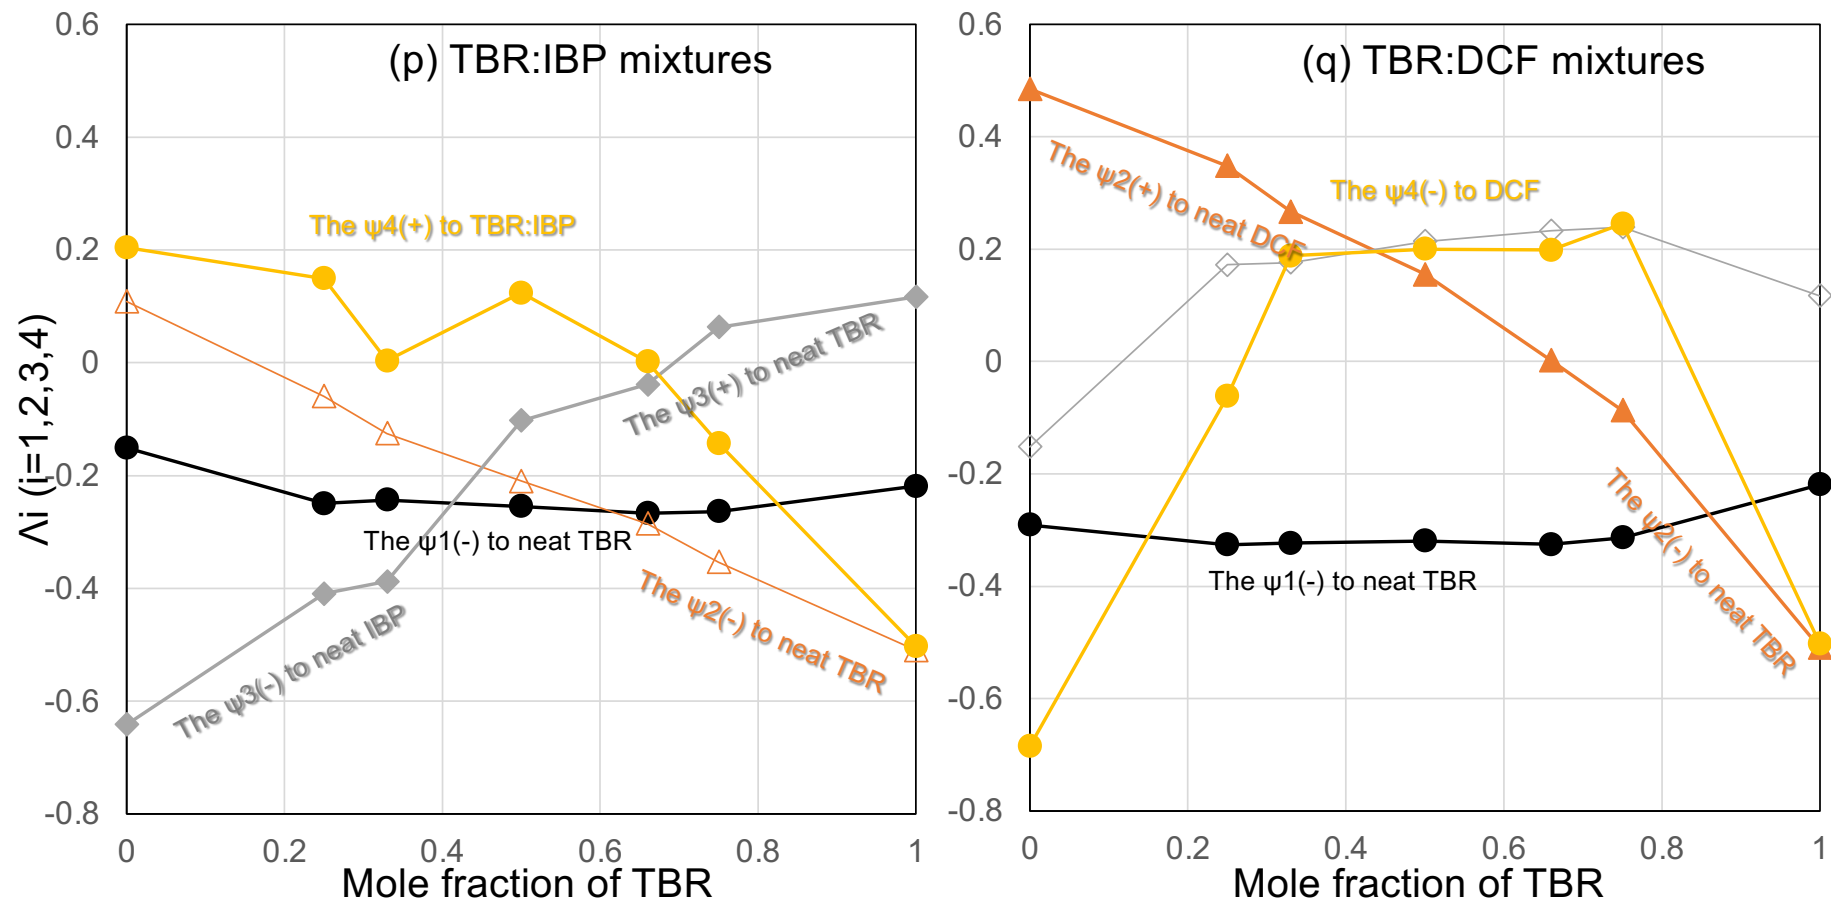 (p) TBR:IBP mixtures
0.6
0.4
0.2
0
-0.2
-0.4
-0.6
-0.8
Λi (i=1,2,3,4)
The ψ4(+) to TBR:IBP
The ψ3(+) to neat TBR
The ψ1(-) to neat TBR
The ψ2(-) to neat TBR
The ψ3(-) to neat IBP
0 0.2 0.4 0.6 0.8 1
Mole fraction of TBR
(q) TBR:DCF mixtures
0.6
0.4
0.2
0
-0.2
-0.4
-0.6
-0.8
The ψ2(+) to neat DCF
The ψ4(-) to DCF
The ψ2(-) to neat TBR
The ψ1(-) to neat TBR
0 0.2 0.4 0.6 0.8 1
Mole fraction of TBR